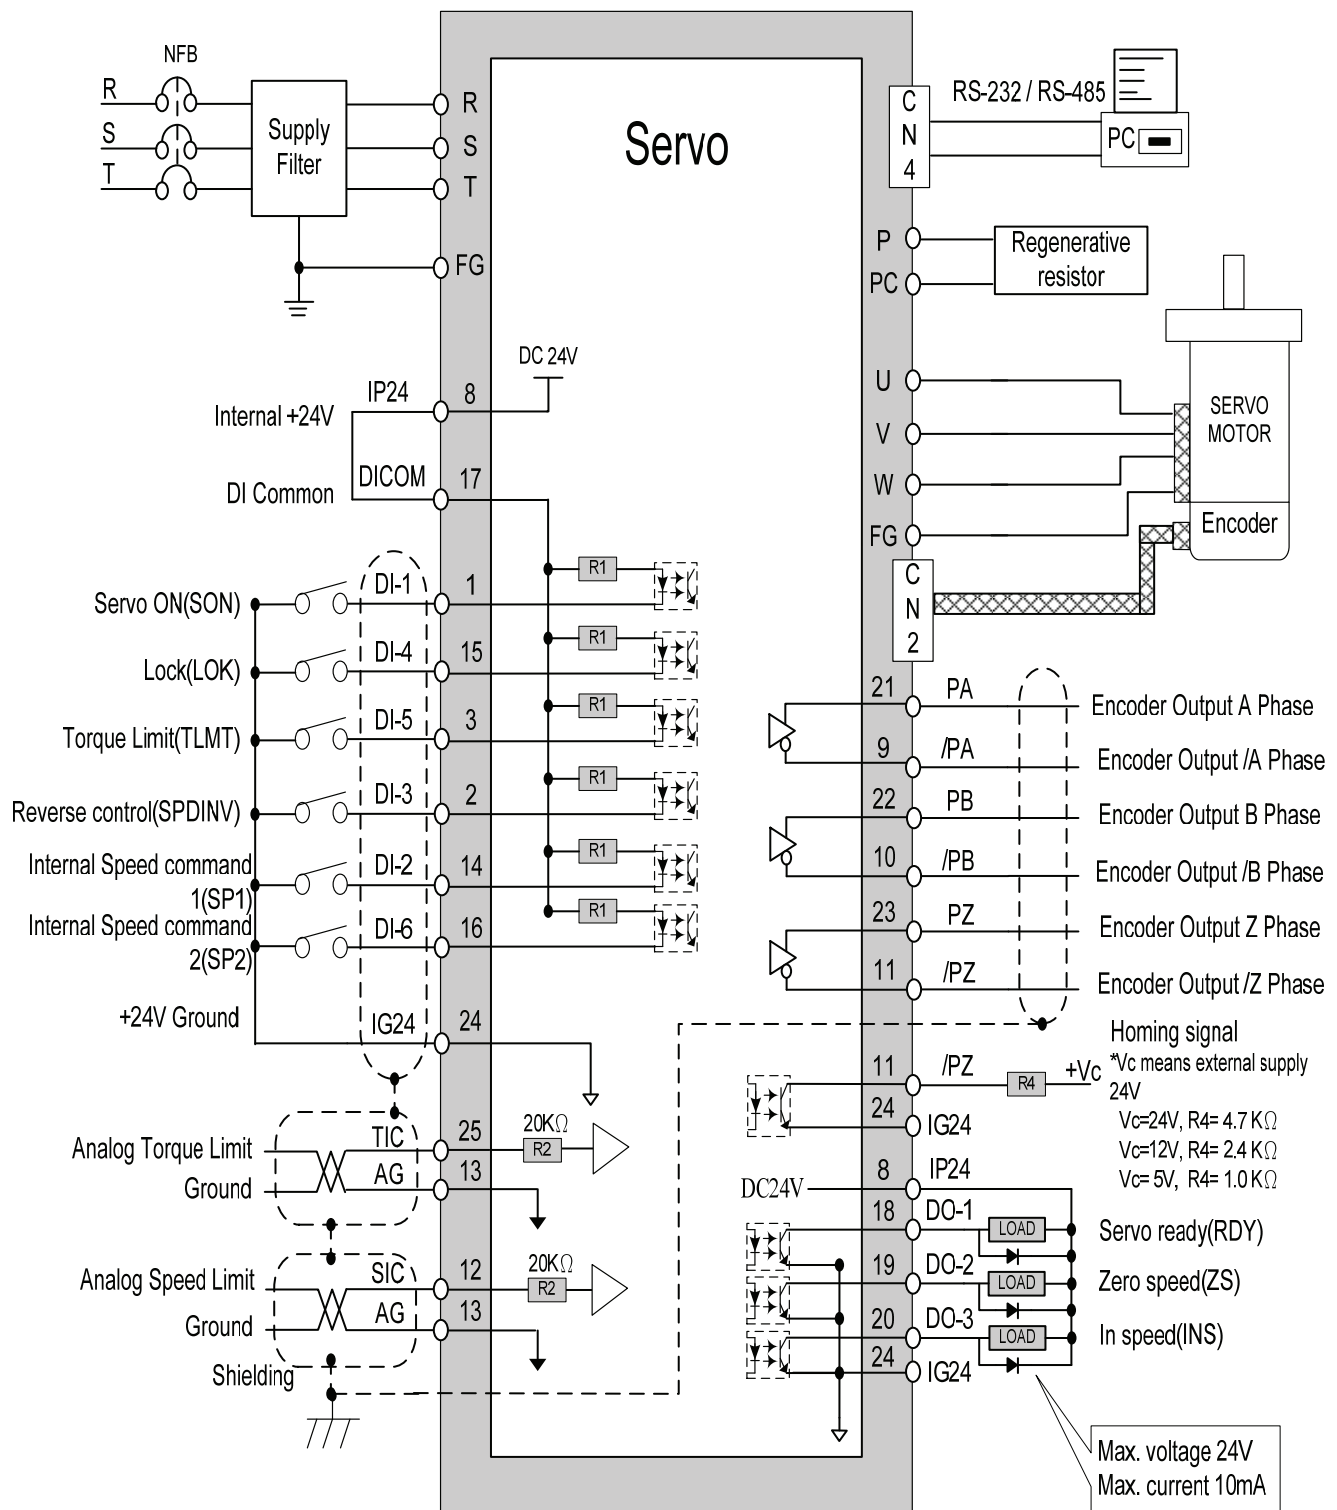 NFB
R
S
T
Supply
Filter
R
S
T
FG
Servo
C
N
4
RS-232 / RS-485
PC
P
PC
Regenerative
resistor
U
V
W
FG
SERVO
MOTOR
Encoder
C
N
2
DC 24V
IP24
8
Internal +24V
DICOM
17
DI Common
R1
Servo ON(SON)
DI-1
1
R1
Lock(LOK)
DI-4
15
R1
Torque Limit(TLMT)
DI-5
3
R1
Reverse control(SPDINV)
DI-3
2
R1
Internal Speed command
1(SP1)
DI-2
14
R1
Internal Speed command
2(SP2)
DI-6
16
+24V Ground
IG24
24
Analog Torque Limit
TIC
25
20KΩ
R2
Ground
AG
13
Analog Speed Limit
SIC
12
20KΩ
R2
Ground
AG
13
Shielding
21
PA
Encoder Output A Phase
9
/PA
Encoder Output /A Phase
22
PB
Encoder Output B Phase
10
/PB
Encoder Output /B Phase
23
PZ
Encoder Output Z Phase
11
/PZ
Encoder Output /Z Phase
Homing signal
*Vc means external supply
24V
11
/PZ
R4
+Vc
24
IG24
Vc=24V, R4= 4.7 KΩ
Vc=12V, R4= 2.4 KΩ
Vc= 5V, R4= 1.0 KΩ
DC24V
8
IP24
18
DO-1
LOAD
Servo ready(RDY)
19
DO-2
LOAD
Zero speed(ZS)
20
DO-3
LOAD
In speed(INS)
24
IG24
Max. voltage 24V
Max. current 10mA